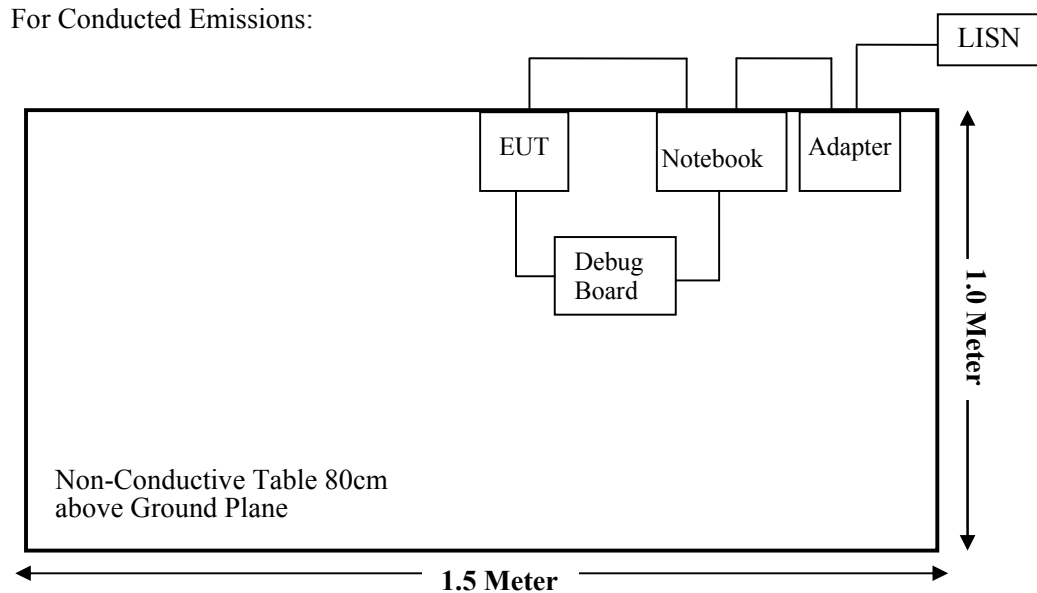 For Conducted Emissions:
LISN
EUT
Notebook
Adapter
Debug
Board
1.0 Meter
Non-Conductive Table 80cm
above Ground Plane
1.5 Meter